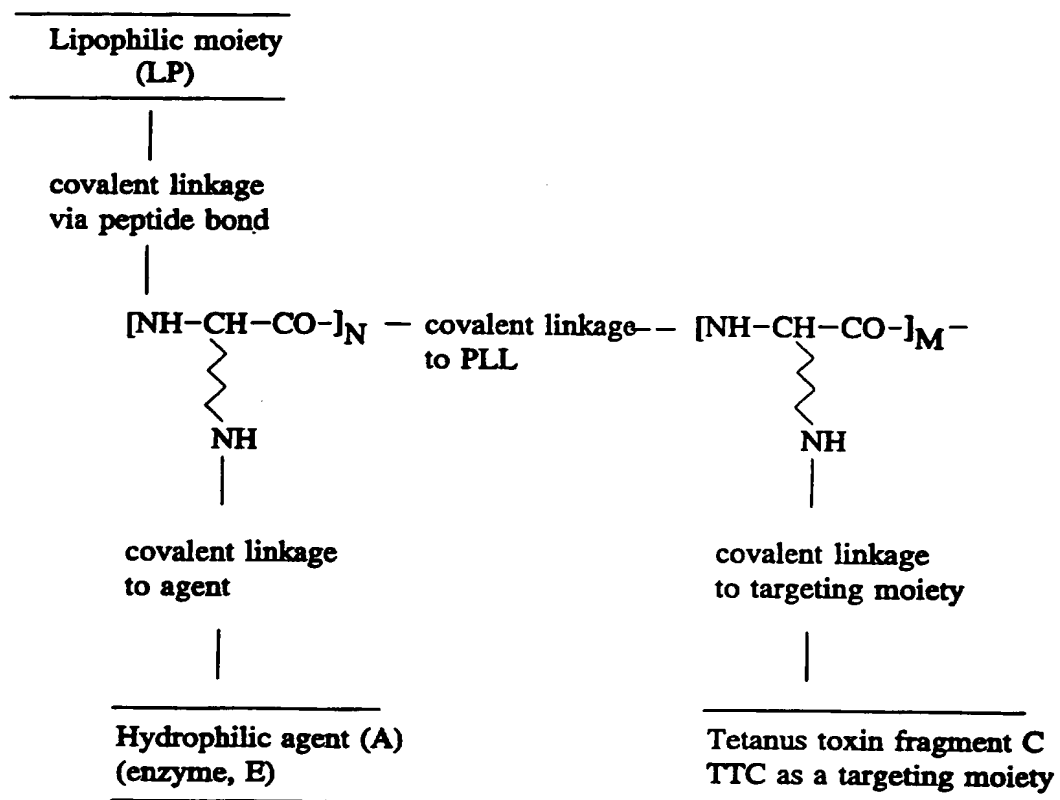 Lipophilic moiety
(LP)
covalent linkage
via peptide bond
[NH-CH-CO-]N — covalent linkage-- — [NH-CH-CO-]M-
to PLL
NH
NH
covalent linkage
to agent
covalent linkage
to targeting moiety
Hydrophilic agent (A)
(enzyme, E)
Tetanus toxin fragment C
TTC as a targeting moiety